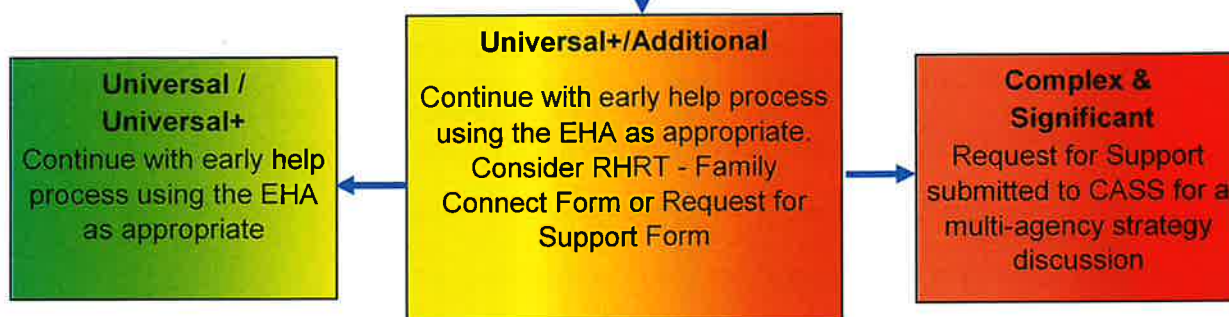 Universal /
Universal+
Continue with early help
process using the EHA
as appropriate
Universal+/Additional
Continue with early help process
using the EHA as appropriate.
Consider RHRT - Family
Connect Form or Request for
Support Form
Complex &
Significant
Request for Support
submitted to CASS for a
multi-agency strategy
discussion